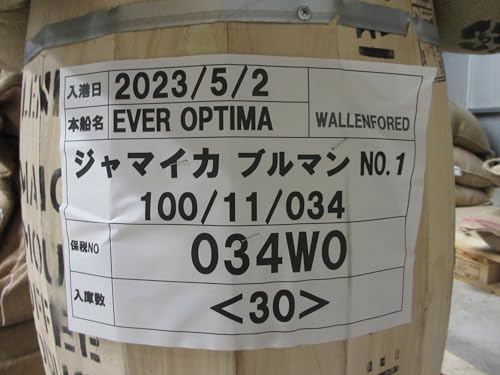 入港日 2023/5/2
本船名 EVER OPTIMA WALLENFORED
ジャマイカ ブルマン NO.1
100/11/034
保税NO 034WO
入庫数 <30>